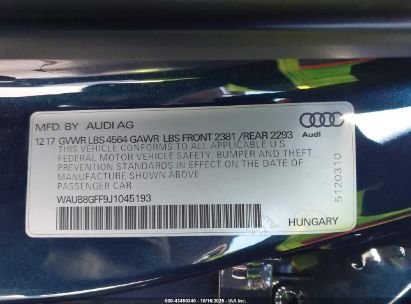 MFD. BY AUDI AG
12 17 GVWR LBS 4564 GAWR LBS FRONT 2381 / REAR 2293
THIS VEHICLE CONFORMS TO ALL APPLICABLE U.S
FEDERAL MOTOR VEHICLE SAFETY, BUMPER AND THEFT
PREVENTION STANDARDS IN EFFECT ON THE DATE OF
MANUFACTURE SHOWN ABOVE
PASSENGER CAR
WAUB8GFF9J1045193
Audi
5120310
HUNGARY